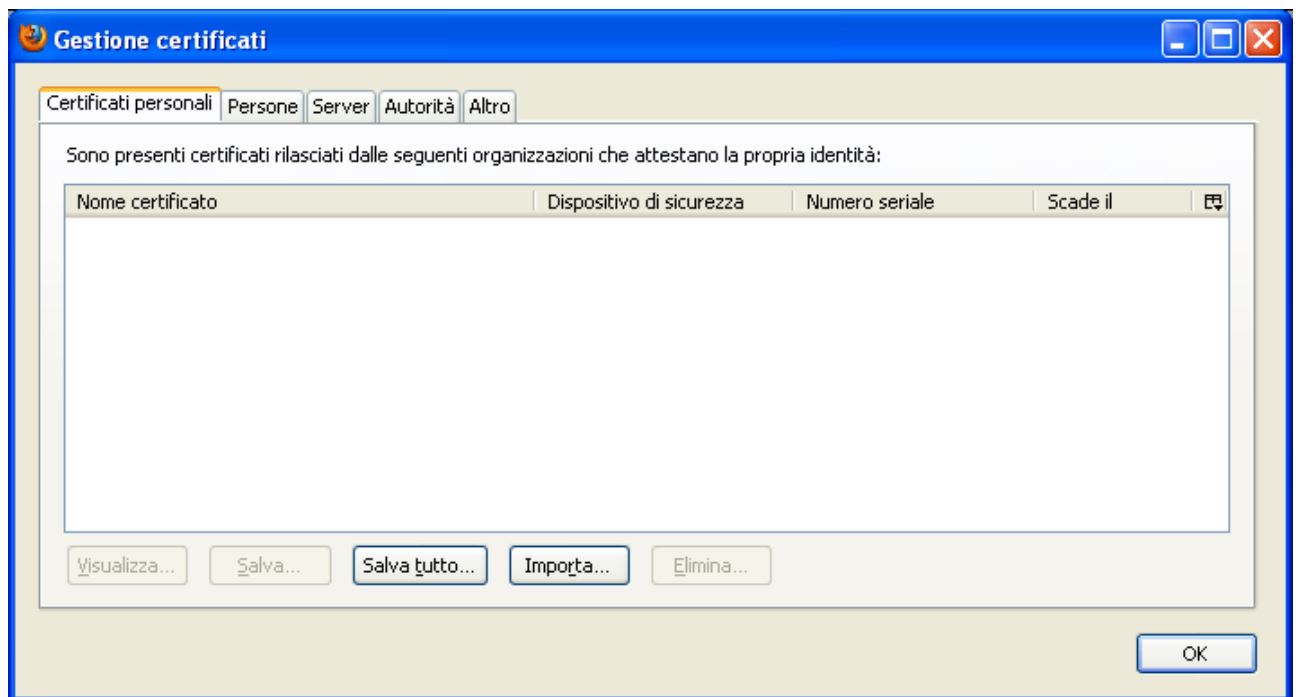 Gestione certificati
Certificati personali Persone Server Autorità Altro
Sono presenti certificati rilasciati dalle seguenti organizzazioni che attestano la propria identità:
Nome certificato Dispositivo di sicurezza Numero seriale Scade il
Visualizza... Salva... Salva tutto... Importa... Elimina...
OK